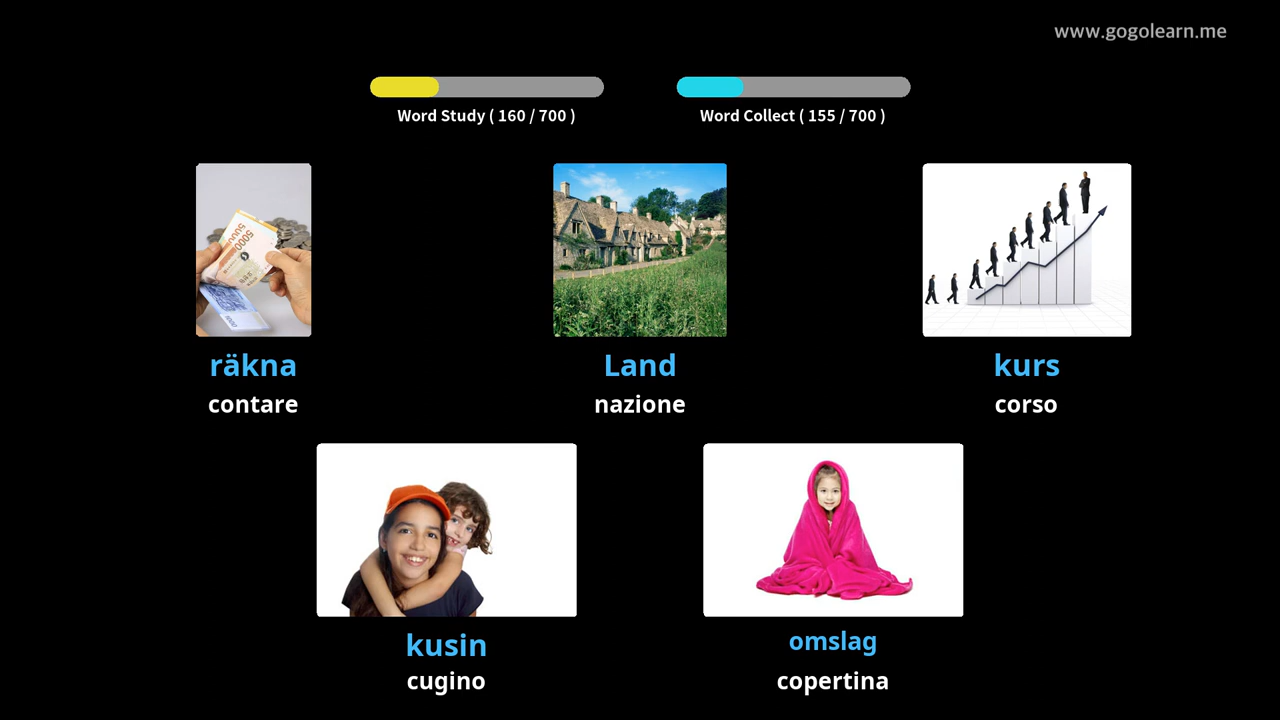 www.gogolearn.me
Word Study ( 160 / 700 )
Word Collect ( 155 / 700 )
5000
räkna
Land
kurs
contare
nazione
corso
kusin
omslag
cugino
copertina